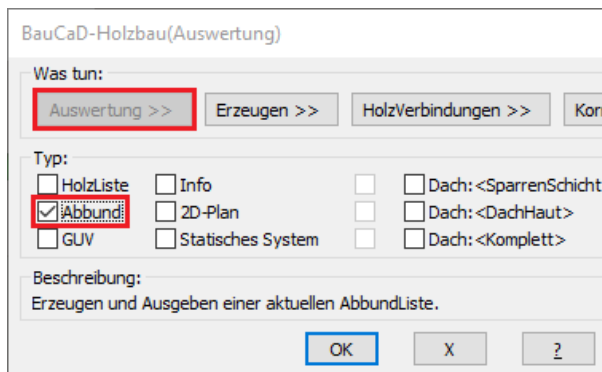 BauCaD-Holzbau(Auswertung)
Was tun:
Auswertung >> Erzeugen >> HolzVerbindungen >> Korr
Typ:
HolzListe Info Dach:<SparrenSchicht
Abbund 2D-Plan Dach:<DachHaut>
GUV Statisches System Dach:<Komplett>
Beschreibung:
Erzeugen und Ausgeben einer aktuellen AbbundListe.
OK X ?